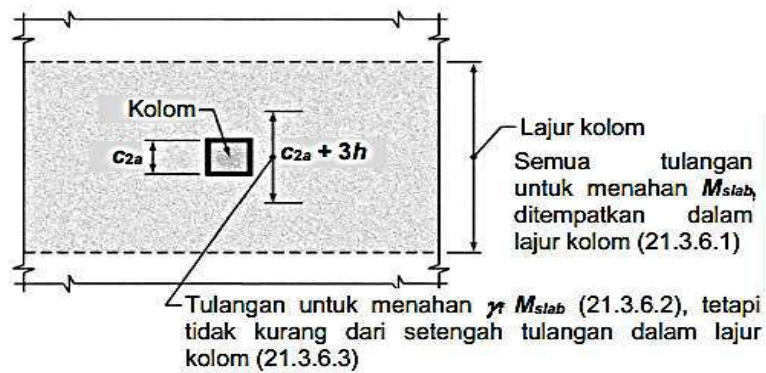 Kolom
c2a
c2a + 3h
Lajur kolom
Semua tulangan
untuk menahan Mslab,
ditempatkan dalam
lajur kolom (21.3.6.1)
Tulangan untuk menahan γf Mslab (21.3.6.2), tetapi
tidak kurang dari setengah tulangan dalam lajur
kolom (21.3.6.3)